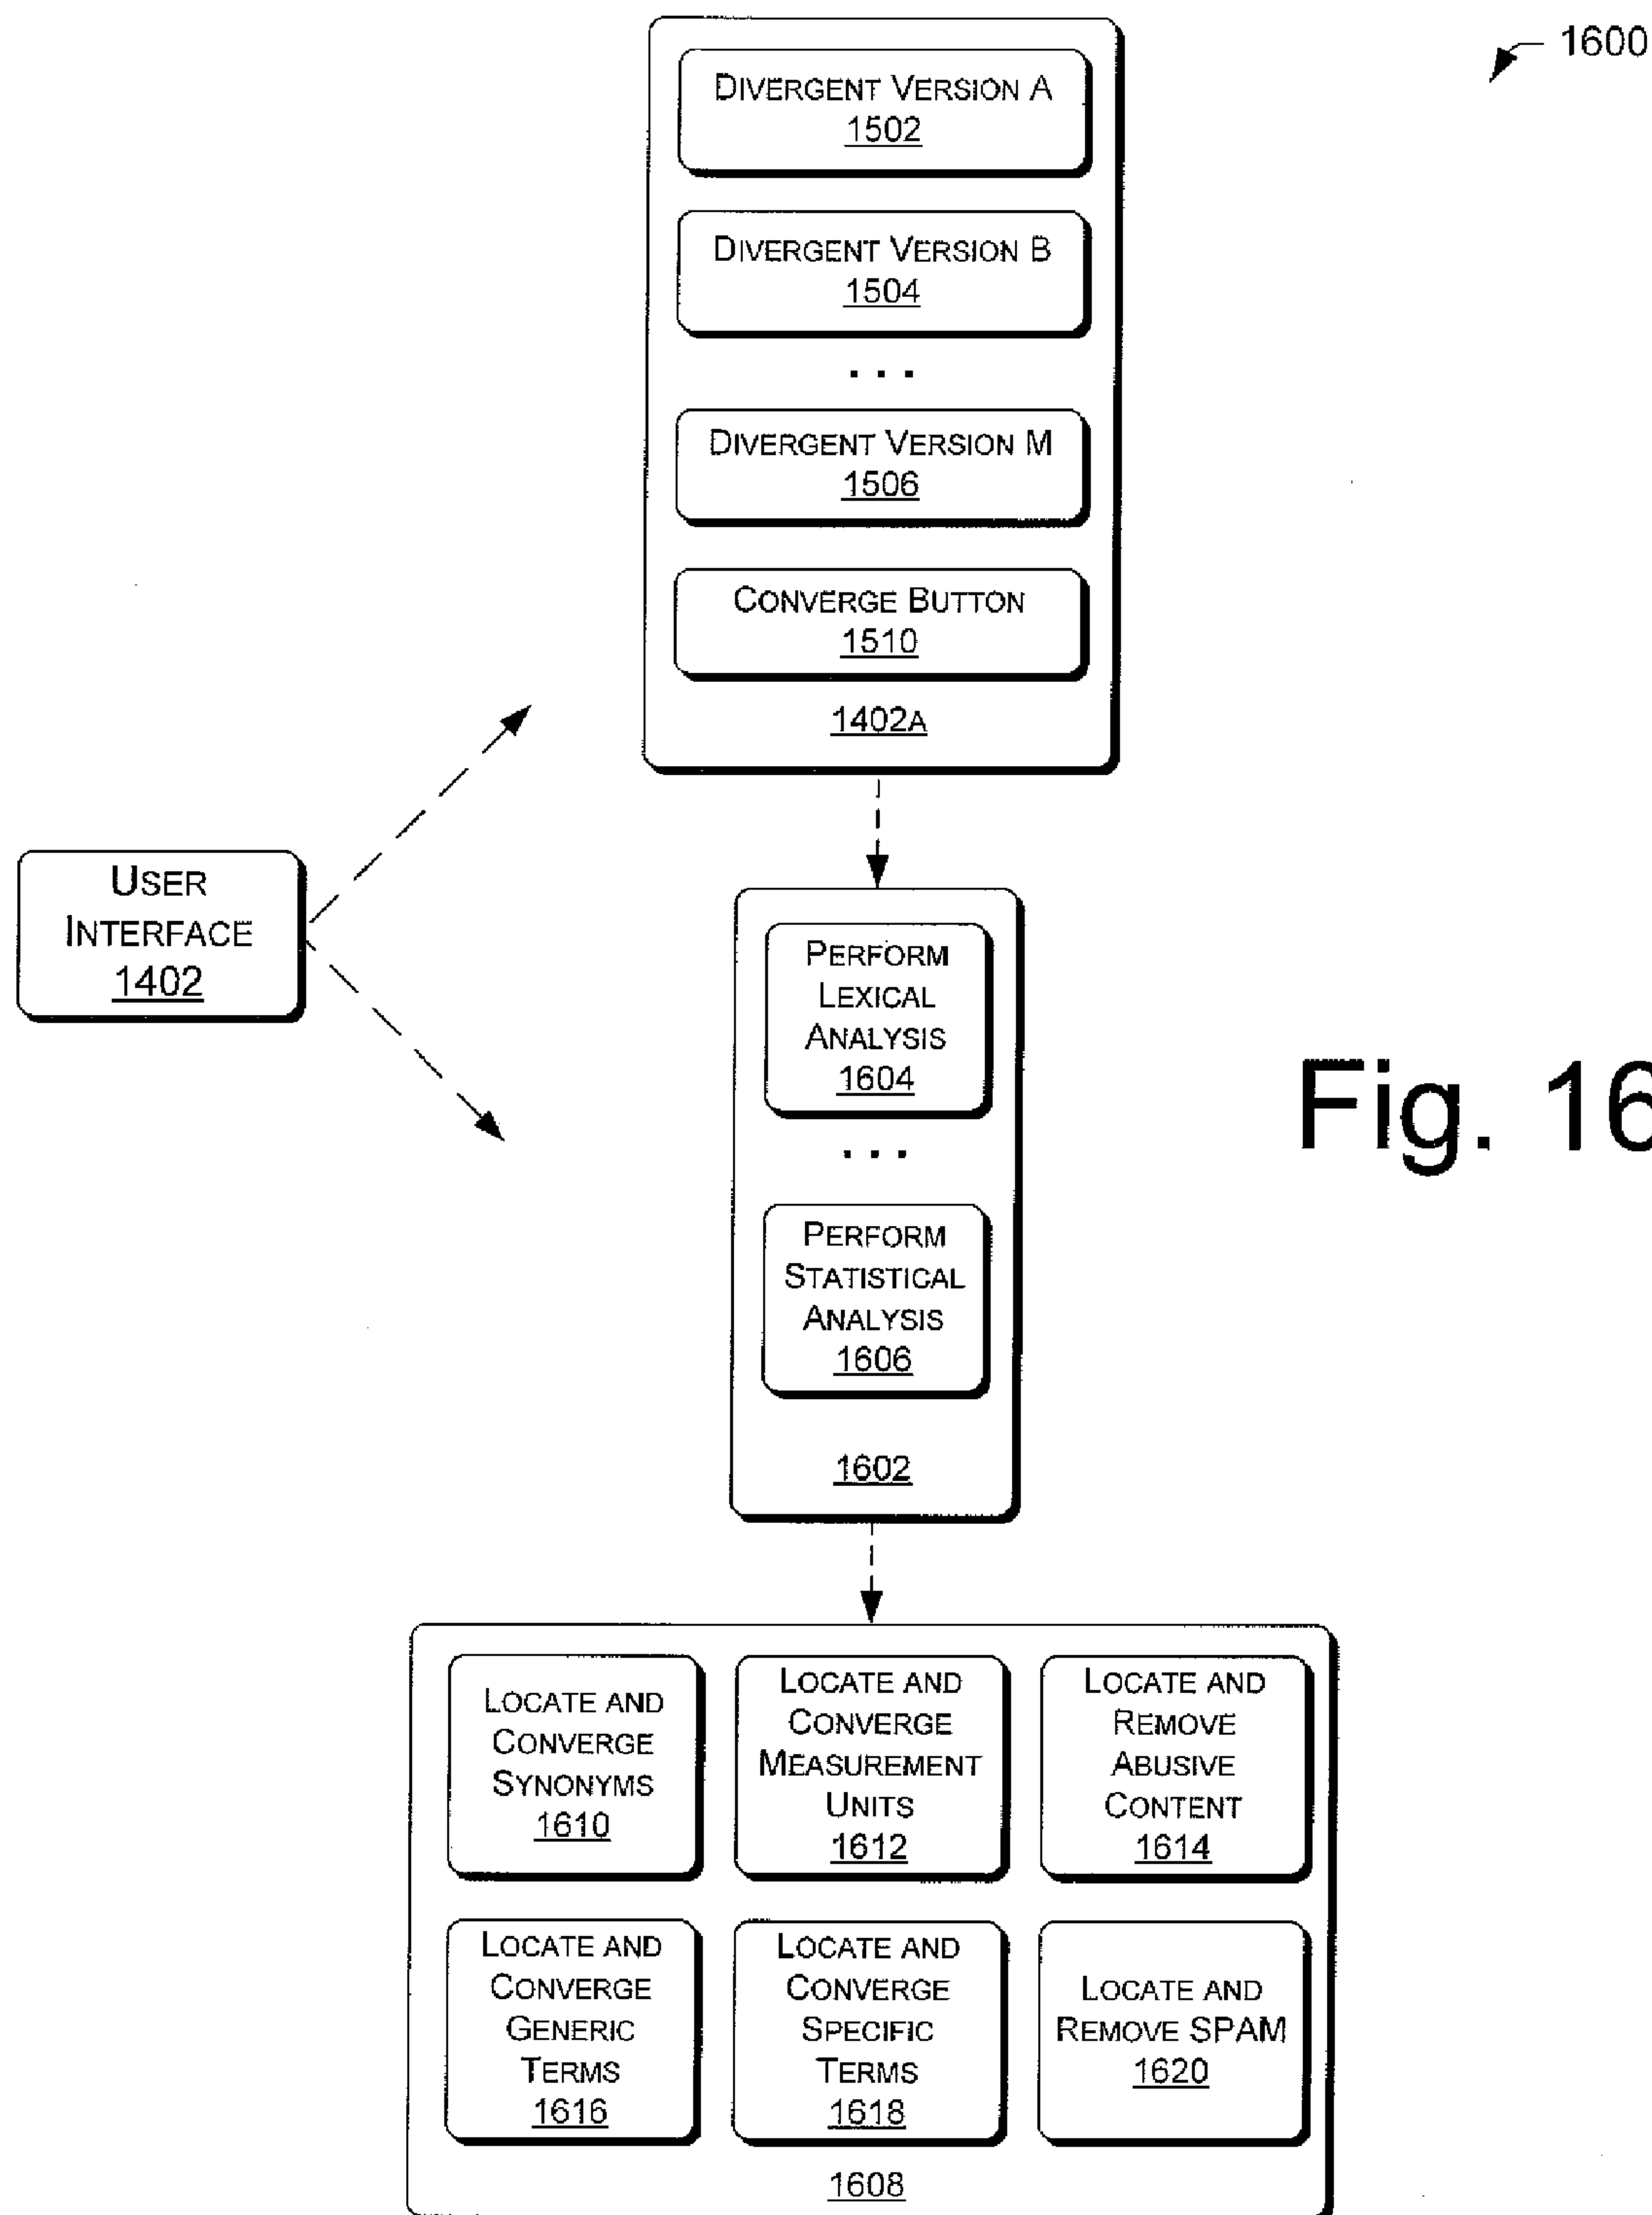 1600
DIVERGENT VERSION A
1502
DIVERGENT VERSION B
1504
...
DIVERGENT VERSION M
1506
CONVERGE BUTTON
1510
1402A
USER
INTERFACE
1402
PERFORM
LEXICAL
ANALYSIS
1604
...
PERFORM
STATISTICAL
ANALYSIS
1606
1602
Fig. 16
LOCATE AND
CONVERGE
SYNONYMS
1610
LOCATE AND
CONVERGE
MEASUREMENT
UNITS
1612
LOCATE AND
REMOVE
ABUSIVE
CONTENT
1614
LOCATE AND
CONVERGE
GENERIC
TERMS
1616
LOCATE AND
CONVERGE
SPECIFIC
TERMS
1618
LOCATE AND
REMOVE SPAM
1620
1608